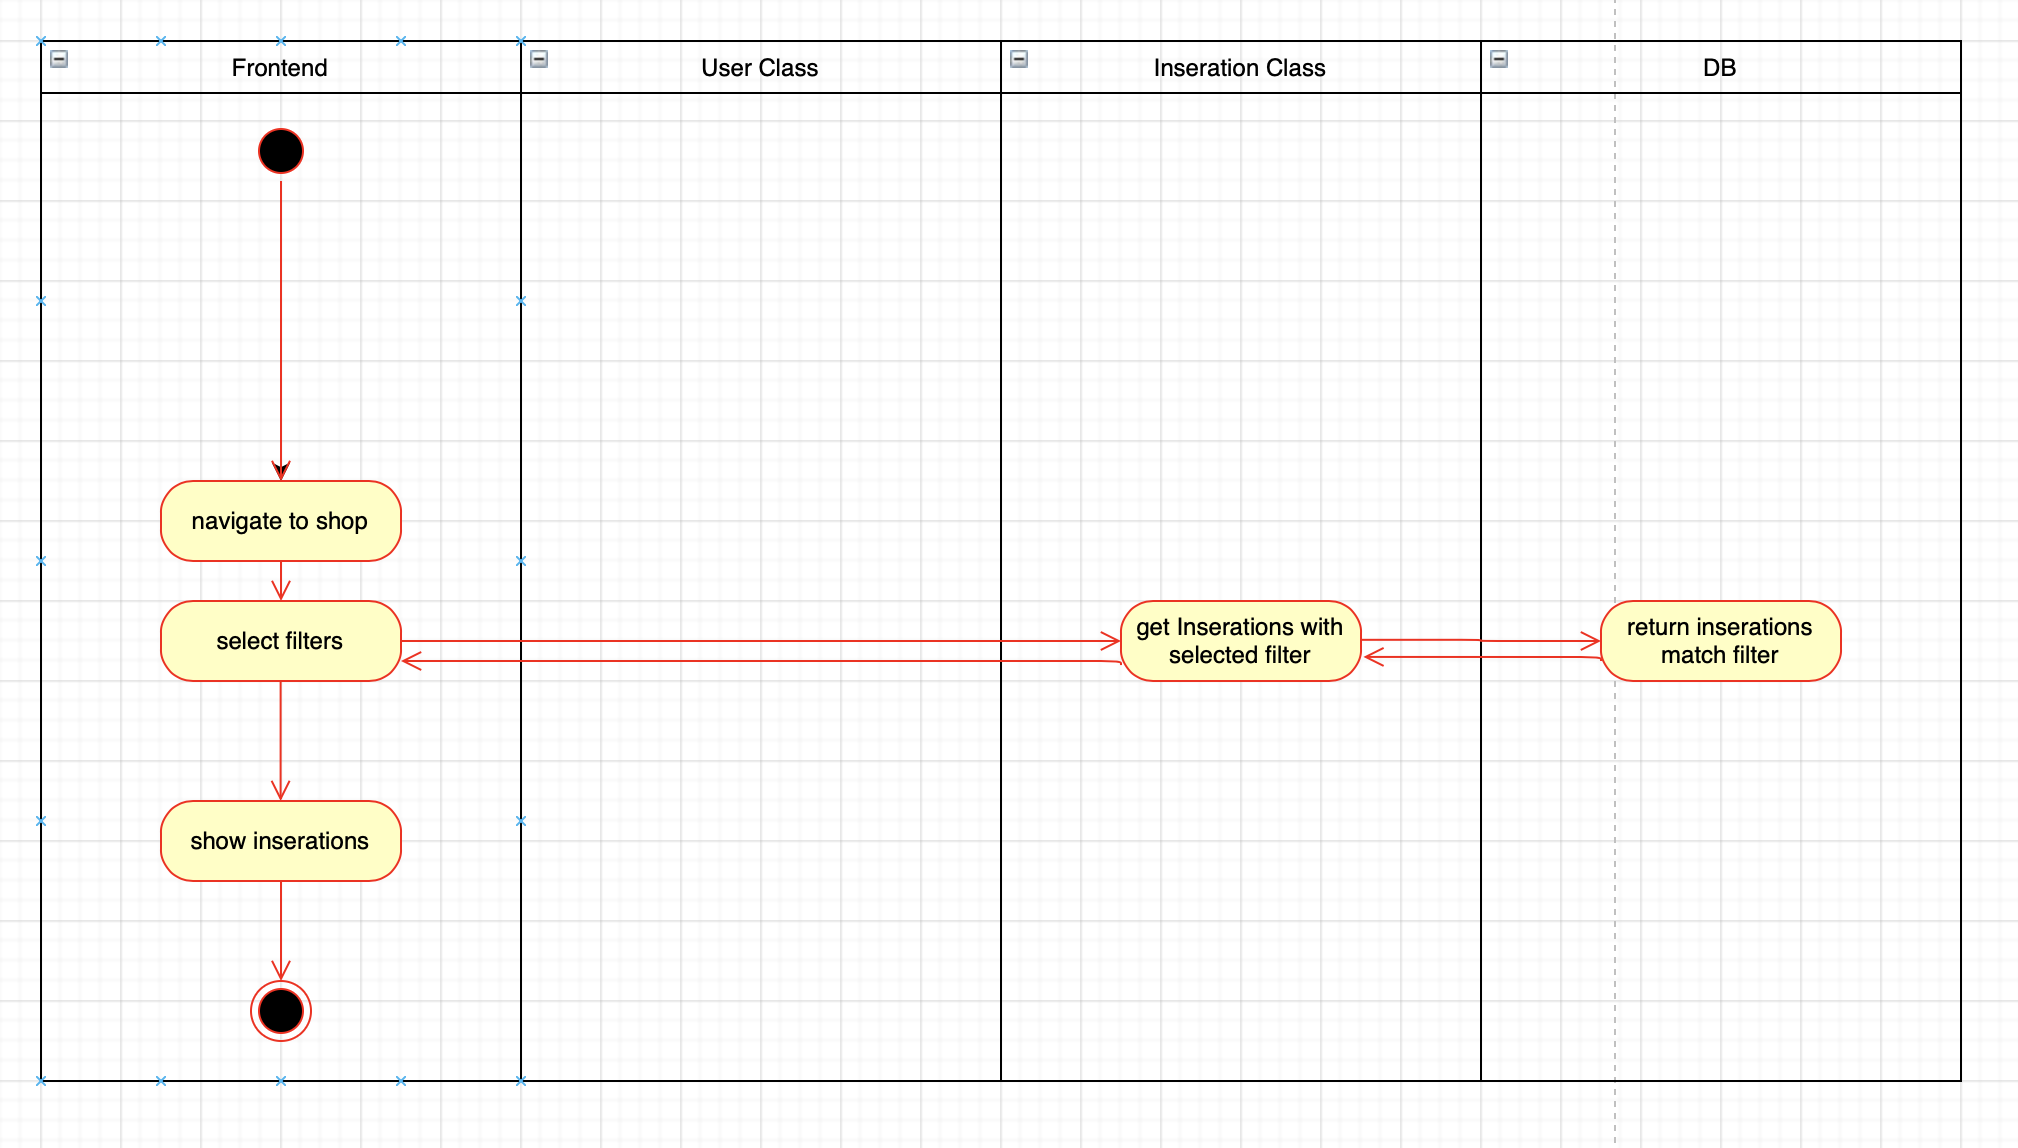 Frontend
User Class
Inseration Class
DB
navigate to shop
select filters
get Inserations with
selected filter
return inserations
match filter
show inserations